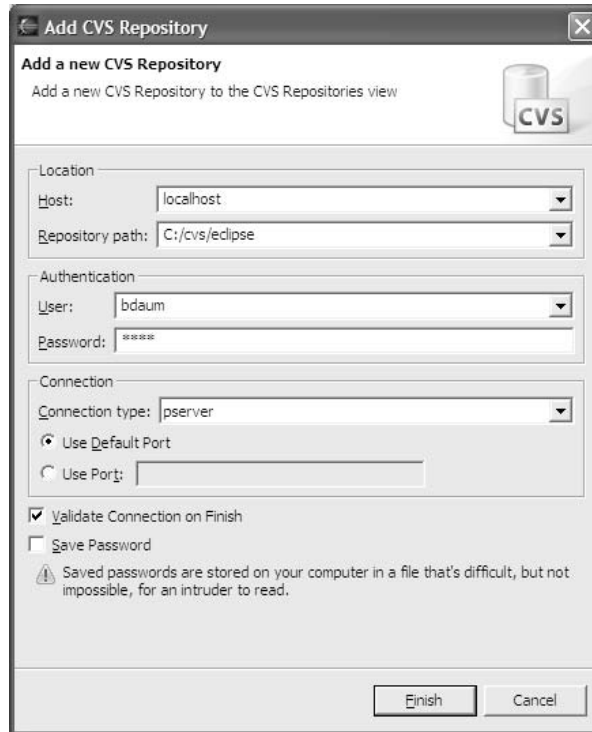 Add CVS Repository
Add a new CVS Repository
Add a new CVS Repository to the CVS Repositories view
CVS
Location
Host: localhost
Repository path: C:/cvs/eclipse
Authentication
User: bdaum
Password: ****
Connection
Connection type: pserver
Use Default Port
Use Port:
Validate Connection on Finish
Save Password
Saved passwords are stored on your computer in a file that's difficult, but not
impossible, for an intruder to read.
Finish Cancel